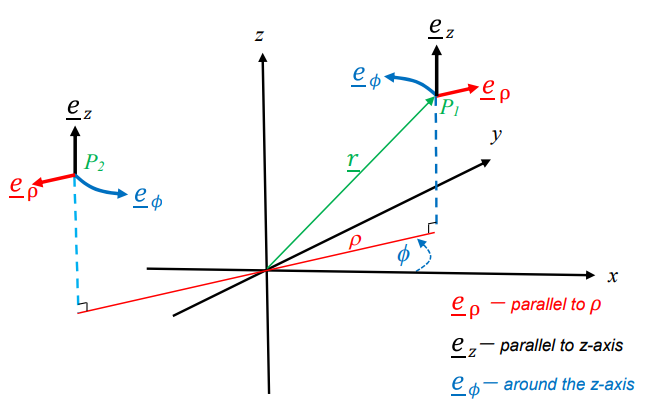 z
e z
e ϕ
e ρ
P1
e z
P2
e ρ
e ϕ
r
y
ρ
ϕ
x
e ρ – parallel to ρ
e z – parallel to z-axis
e ϕ – around the z-axis